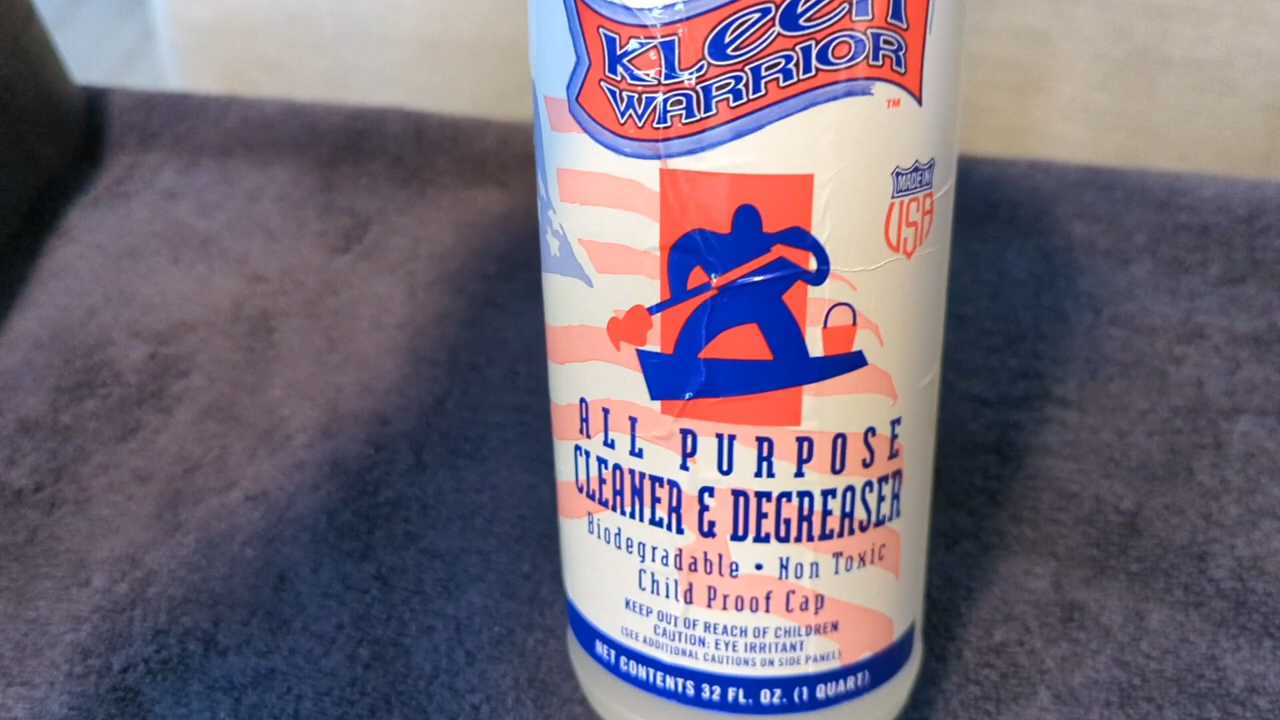 Kleen
WARRIOR
TM
MADE IN
USA
ALL PURPOSE
CLEANER & DEGREASER
Biodegradable • Non Toxic
Child Proof Cap
KEEP OUT OF REACH OF CHILDREN
CAUTION: EYE IRRITANT
(SEE ADDITIONAL CAUTIONS ON SIDE PANEL)
NET CONTENTS 32 FL. OZ. (1 QUART)